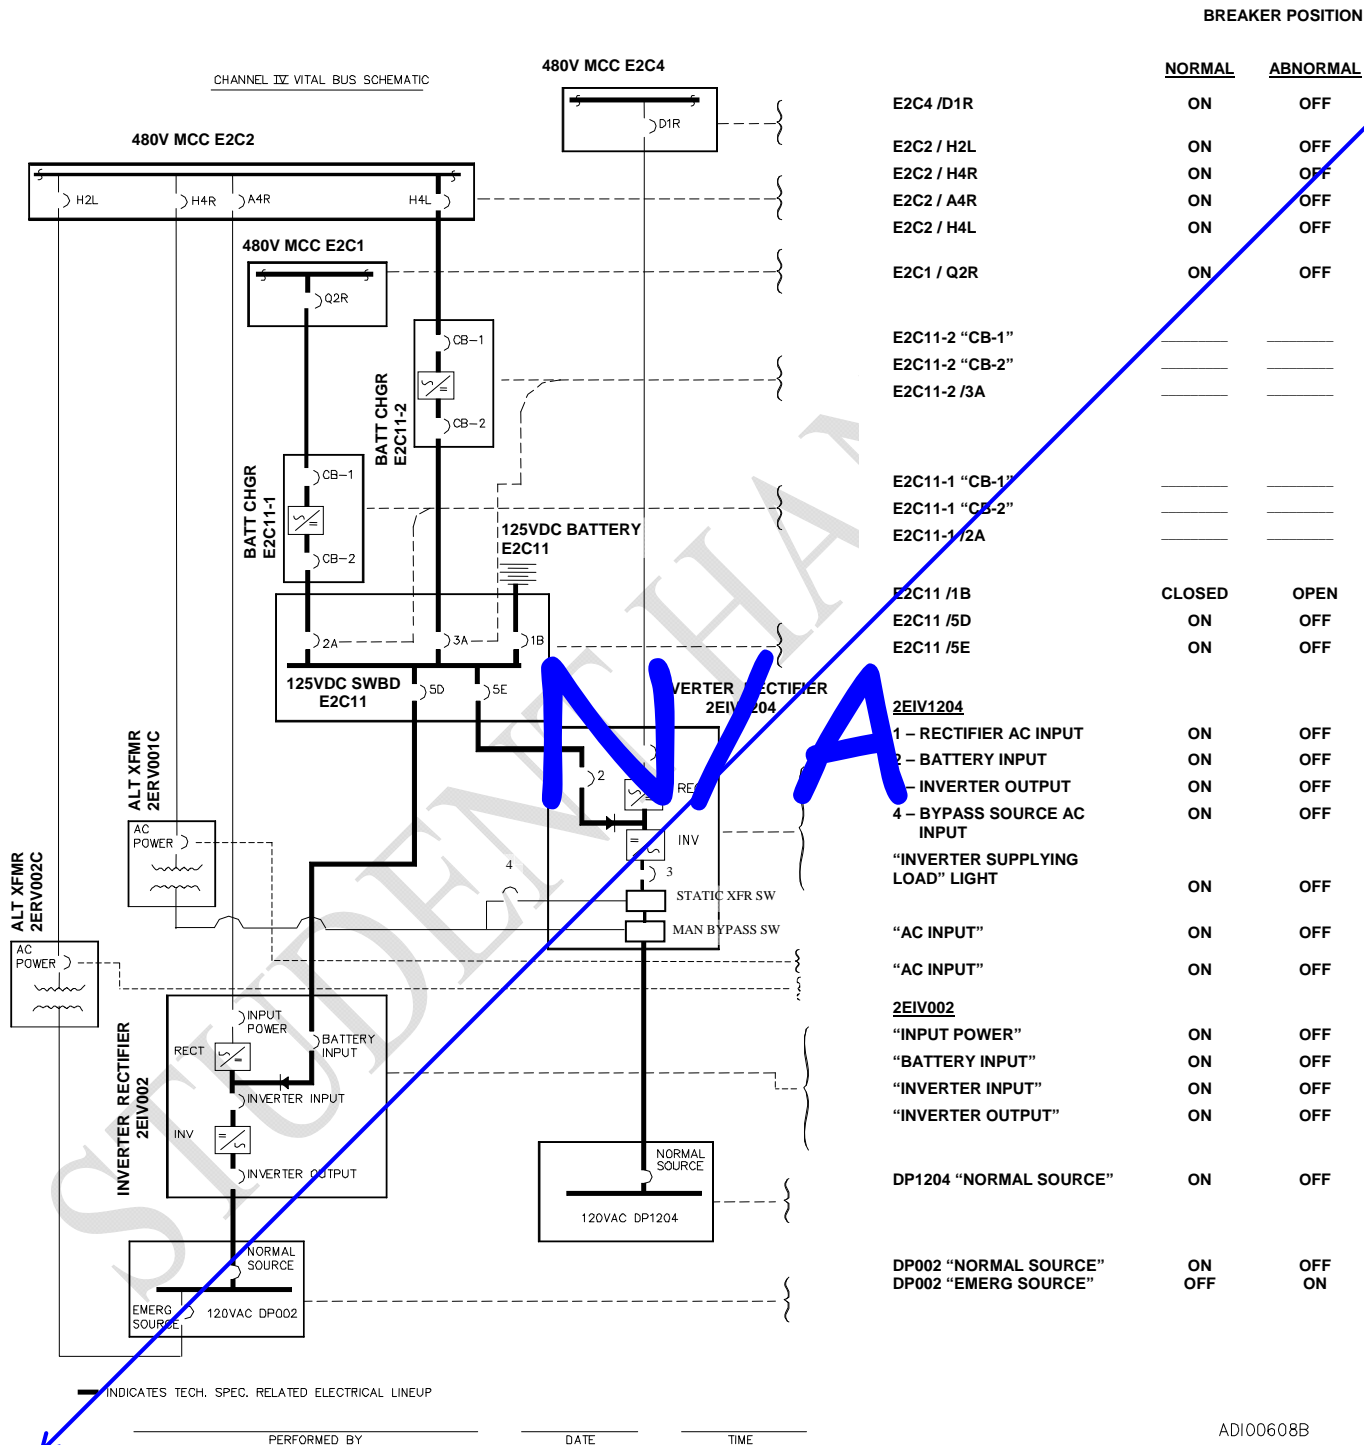 BREAKER POSITION
NORMAL ABNORMAL
CHANNEL IV VITAL BUS SCHEMATIC
480V MCC E2C4
D1R
E2C4 /D1R ON OFF
480V MCC E2C2
H2L H4R A4R H4L
E2C2 / H2L ON OFF
E2C2 / H4R ON OFF
E2C2 / A4R ON OFF
E2C2 / H4L ON OFF
480V MCC E2C1
Q2R
E2C1 / Q2R ON OFF
CB-1
CB-2
BATT CHGR
E2C11-2
E2C11-2 “CB-1”
E2C11-2 “CB-2”
E2C11-2 /3A
CB-1
CB-2
BATT CHGR
E2C11-1
E2C11-1 “CB-1”
E2C11-1 “CB-2”
E2C11-1 /2A
125VDC BATTERY
E2C11
2A 3A 1B
125VDC SWBD
E2C11
5D 5E
E2C11 /1B CLOSED OPEN
E2C11 /5D ON OFF
E2C11 /5E ON OFF
N/A
VERTER RECTIFIER
2EIV1204
2
REC
INV
3
4
STATIC XFR SW
MAN BYPASS SW
2EIV1204
1 – RECTIFIER AC INPUT ON OFF
2 – BATTERY INPUT ON OFF
– INVERTER OUTPUT ON OFF
4 – BYPASS SOURCE AC ON OFF
INPUT
“INVERTER SUPPLYING
LOAD” LIGHT ON OFF
ALT XFMR
2ERV001C
AC
POWER
ALT XFMR
2ERV002C
AC
POWER
“AC INPUT” ON OFF
“AC INPUT” ON OFF
INVERTER RECTIFIER
2EIV002
INPUT
POWER
RECT
BATTERY
INPUT
INVERTER INPUT
INV
INVERTER OUTPUT
2EIV002
“INPUT POWER” ON OFF
“BATTERY INPUT” ON OFF
“INVERTER INPUT” ON OFF
“INVERTER OUTPUT” ON OFF
NORMAL
SOURCE
120VAC DP1204
DP1204 “NORMAL SOURCE” ON OFF
NORMAL
SOURCE
EMERG
SOURCE
120VAC DP002
DP002 “NORMAL SOURCE” ON OFF
DP002 “EMERG SOURCE” OFF ON
INDICATES TECH. SPEC. RELATED ELECTRICAL LINEUP
PERFORMED BY DATE TIME
ADI00608B
STUDENT HAN